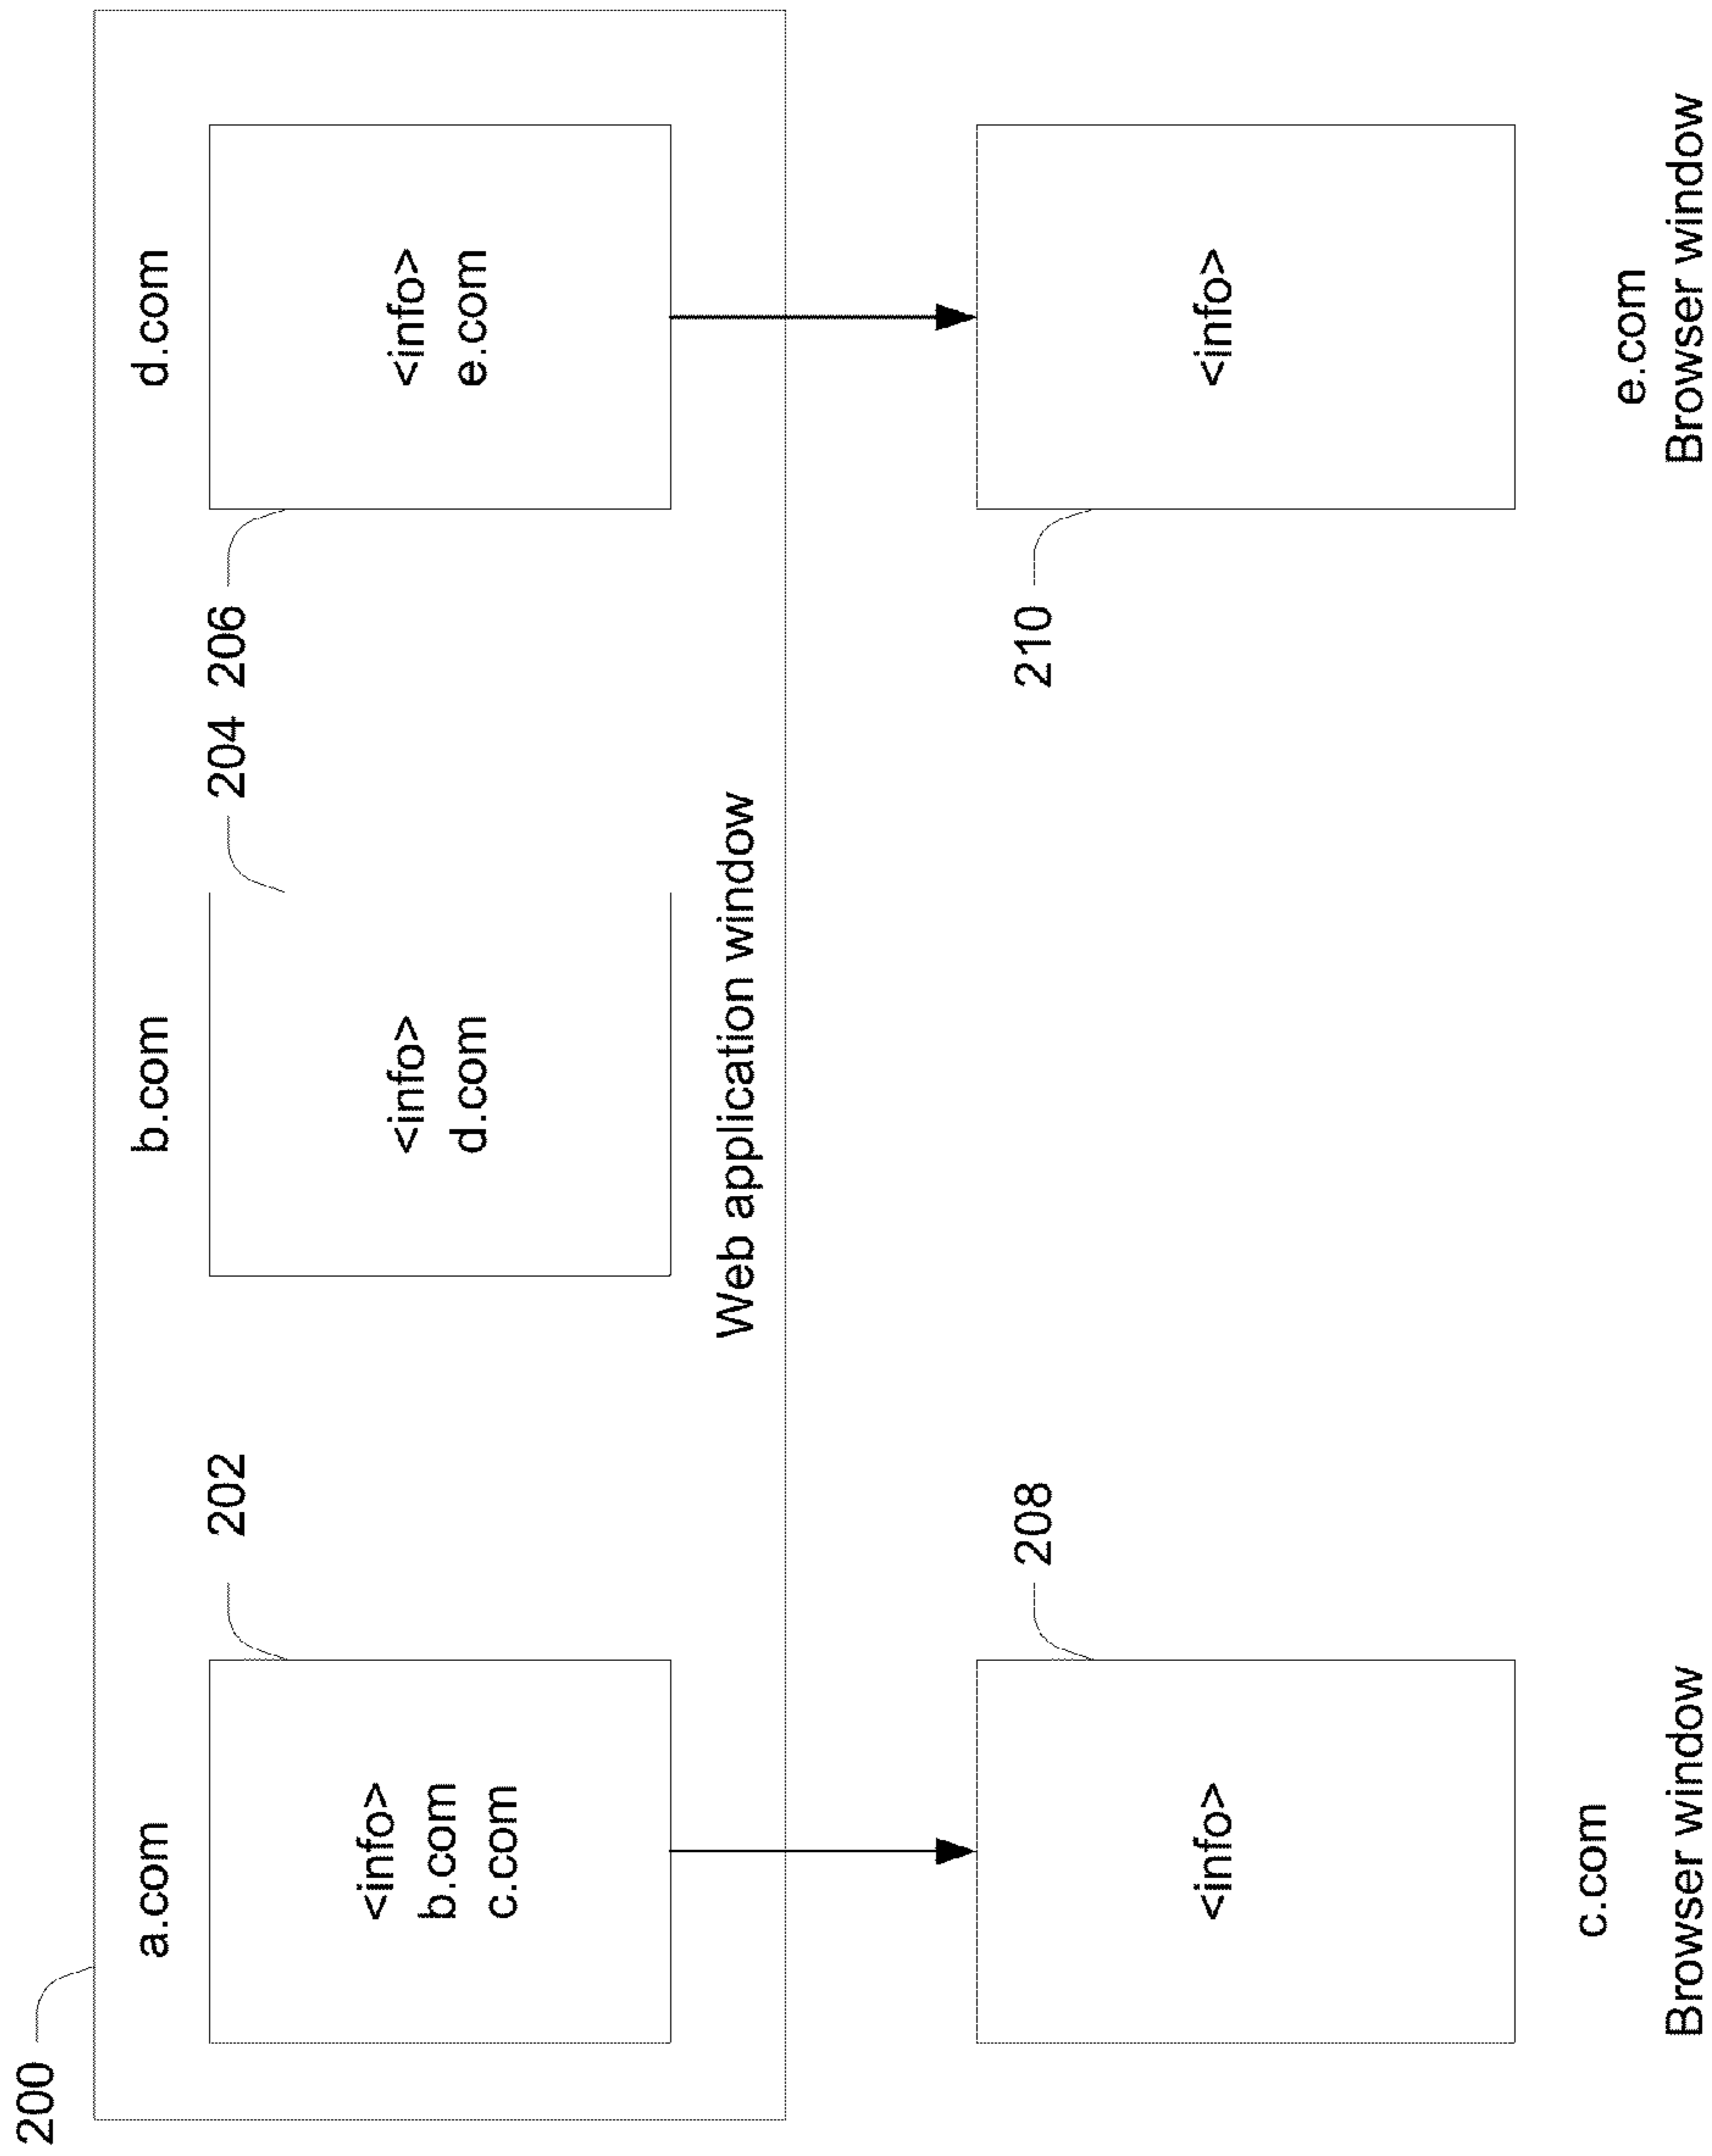 200
a.com
b.com
d.com
202
204
206
<info>
b.com
c.com
<info>
d.com
<info>
e.com
Web application window
208
210
<info>
<info>
c.com
Browser window
e.com
Browser window